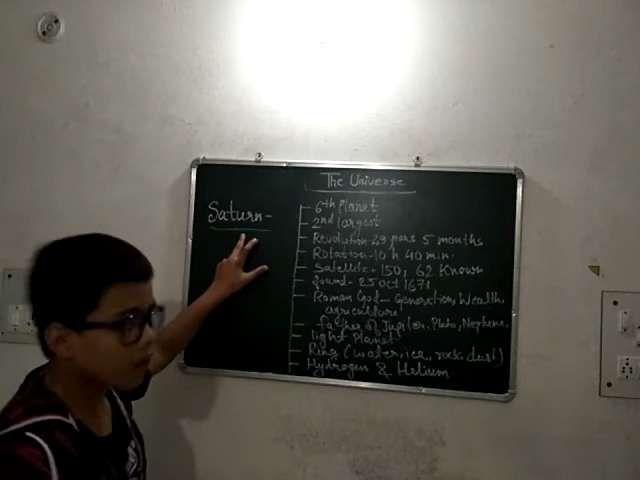 The Universe
Saturn-
6th Planet
2nd largest
Revolution-29 years 5 months
Rotation-10 h 40 min.
Satellite-150, 62 Known
found-25 oct 1671
Roman God- Generation, Wealth,
agriculture
father of Jupiter, Pluto, Nephene,
light Planet
Ring (water, ice, rock, dust)
Hydrogen & Helium.